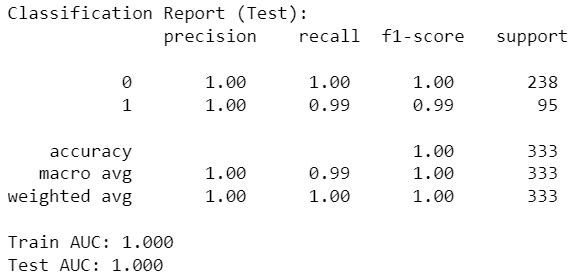 Classification Report (Test):
precision recall f1-score support
0 1.00 1.00 1.00 238
1 1.00 0.99 0.99 95
accuracy 1.00 333
macro avg 1.00 0.99 1.00 333
weighted avg 1.00 1.00 1.00 333
Train AUC: 1.000
Test AUC: 1.000